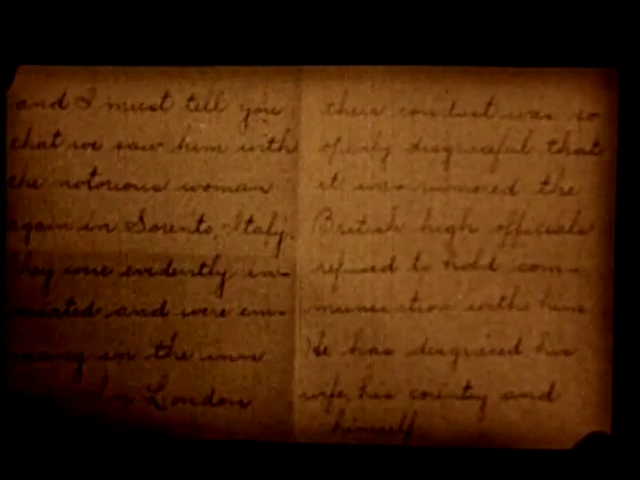 and I must tell you
that we saw him with
the notorious woman
again in Sorento, Italy.
They were evidently in-
and were em-
in the
London
their conduct was so
openly disgraceful that
it was rumored the
British high officials
refused to hold com-
munication with him
He has disgraced his
wife, his country and
himself